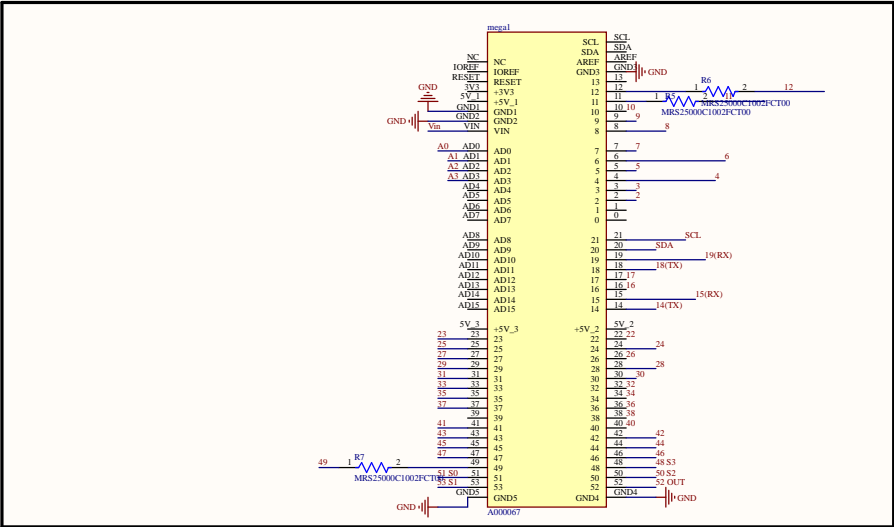 mega1
SCL SCL
SDA SDA
AREF AREF
NC NC GND3 GND3 GND
IOREF IOREF 13 13
RESET RESET 12 12 1 R6 2 12
3V3 +3V3 11 11 1 R5 2 11
MRS25000C1002FCT00
MRS25000C1002FCT00
5V_1 +5V_1 10 10 10
GND GND1 GND1 9 9 9
GND GND2 GND2 8 8 8
Vin VIN VIN
A0 AD0 AD0 7 7 7
A1 AD1 AD1 6 6 6
A2 AD2 AD2 5 5 5
A3 AD3 AD3 4 4 4
AD4 AD4 3 3 3
AD5 AD5 2 2 2
AD6 AD6 1 1
AD7 AD7 0 0
AD8 AD8 21 21 SCL
AD9 AD9 20 20 SDA
AD10 AD10 19 19 19(RX)
AD11 AD11 18 18 18(TX)
AD12 AD12 17 17 17
AD13 AD13 16 16 16
AD14 AD14 15 15 15(RX)
AD15 AD15 14 14 14(TX)
5V_3 +5V_3 +5V_2 5V_2
23 23 23 22 22 22
25 25 25 24 24 24
27 27 27 26 26 26
29 29 29 28 28 28
31 31 31 30 30 30
33 33 33 32 32 32
35 35 35 34 34 34
37 37 37 36 36 36
39 39 38 38 38
41 41 41 40 40 40
43 43 43 42 42 42
45 45 45 44 44 44
47 47 47 46 46 46
49 1 R7 2 49 49 48 48 48 S3
MRS25000C1002FCT00
51 S0 51 51 50 50 50 S2
53 S1 53 53 52 52 52 OUT
GND GND5 GND5 GND4 GND4 GND
A000067